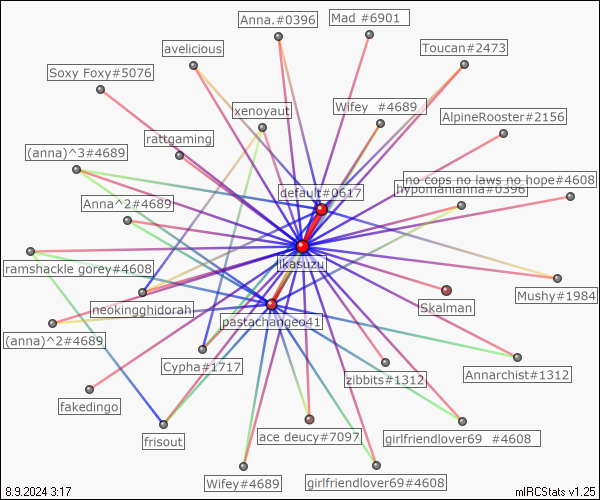 Anna.#0396
Mad #6901
avelicious
Toucan#2473
Soxy Foxy#5076
xenoyaut
Wifey #4689
AlpineRooster#2156
rattgaming
(anna)^3#4689
no cops no laws no hope#4608
default#0617
hypomanianna#0396
Anna^2#4689
jkasuzu
ramshackle gorey#4608
Mushy#1984
neokingghidorah
Skalman
pastachangeo41
(anna)^2#4689
Cypha#1717
zibbits#1312
Annarchist#1312
fakedingo
frisout
ace deucy#7097
girlfriendlover69 #4608
Wifey#4689
girlfriendlover69#4608
8.9.2024 3:17
mIRCStats v1.25